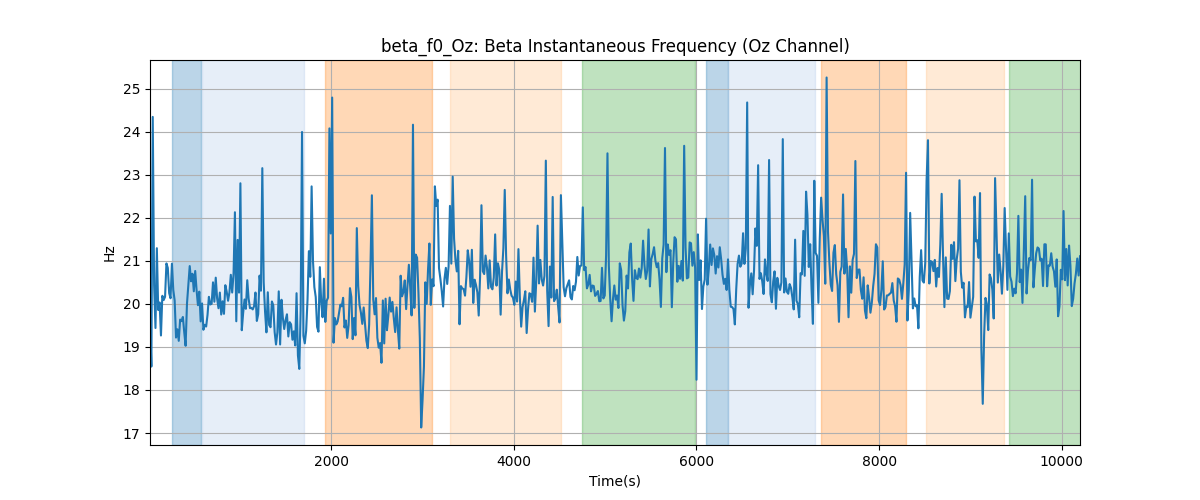 beta_f0_Oz: Beta Instantaneous Frequency (Oz Channel)
25
24
23
22
21
20
19
18
17
Hz
2000 4000 6000 8000 10000
Time(s)